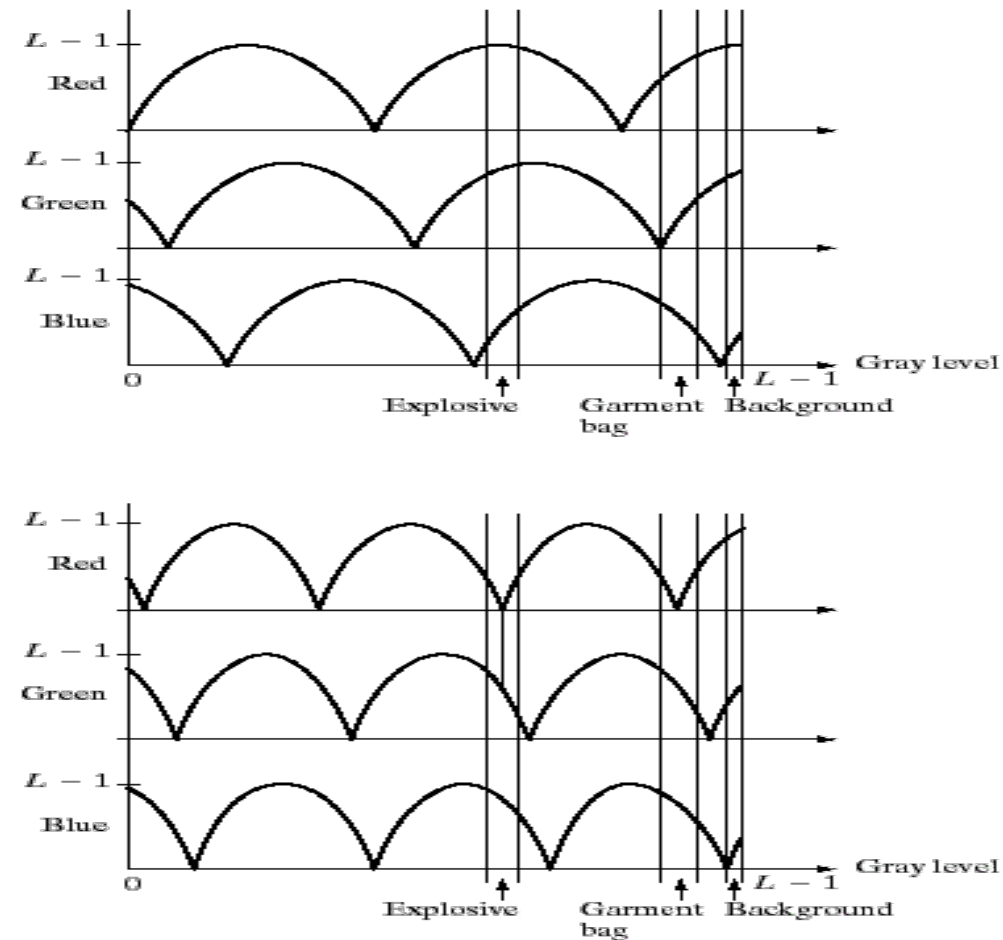 L − 1
Red
L − 1
Green
L − 1
Blue
Gray level
0
L − 1
Explosive
Garment
bag
Background
L − 1
Red
L − 1
Green
L − 1
Blue
Gray level
0
L − 1
Explosive
Garment
bag
Background